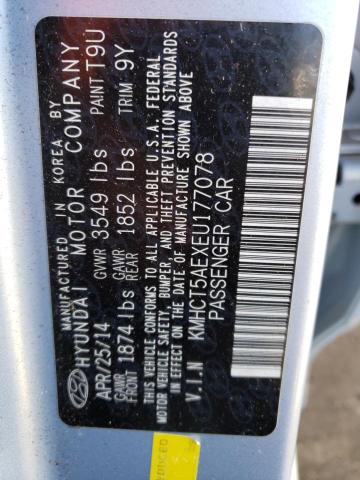 MANUFACTURED IN KOREA BY
HYUNDAI MOTOR COMPANY
APR/25/14 GVWR 3549 lbs PAINT T9U
GAWR FRONT 1874lbs GAWR REAR 1852 lbs TRIM 9Y
THIS VEHICLE CONFORMS TO ALL APPLICABLE U.S.A. FEDERAL
MOTOR VEHICLE SAFETY, BUMPER, AND THEFT PREVENTION STANDARDS
IN EFFECT ON THE DATE OF MANUFACTURE SHOWN ABOVE
V.I.N KMHCT5AEXEU177078
PASSENGER CAR